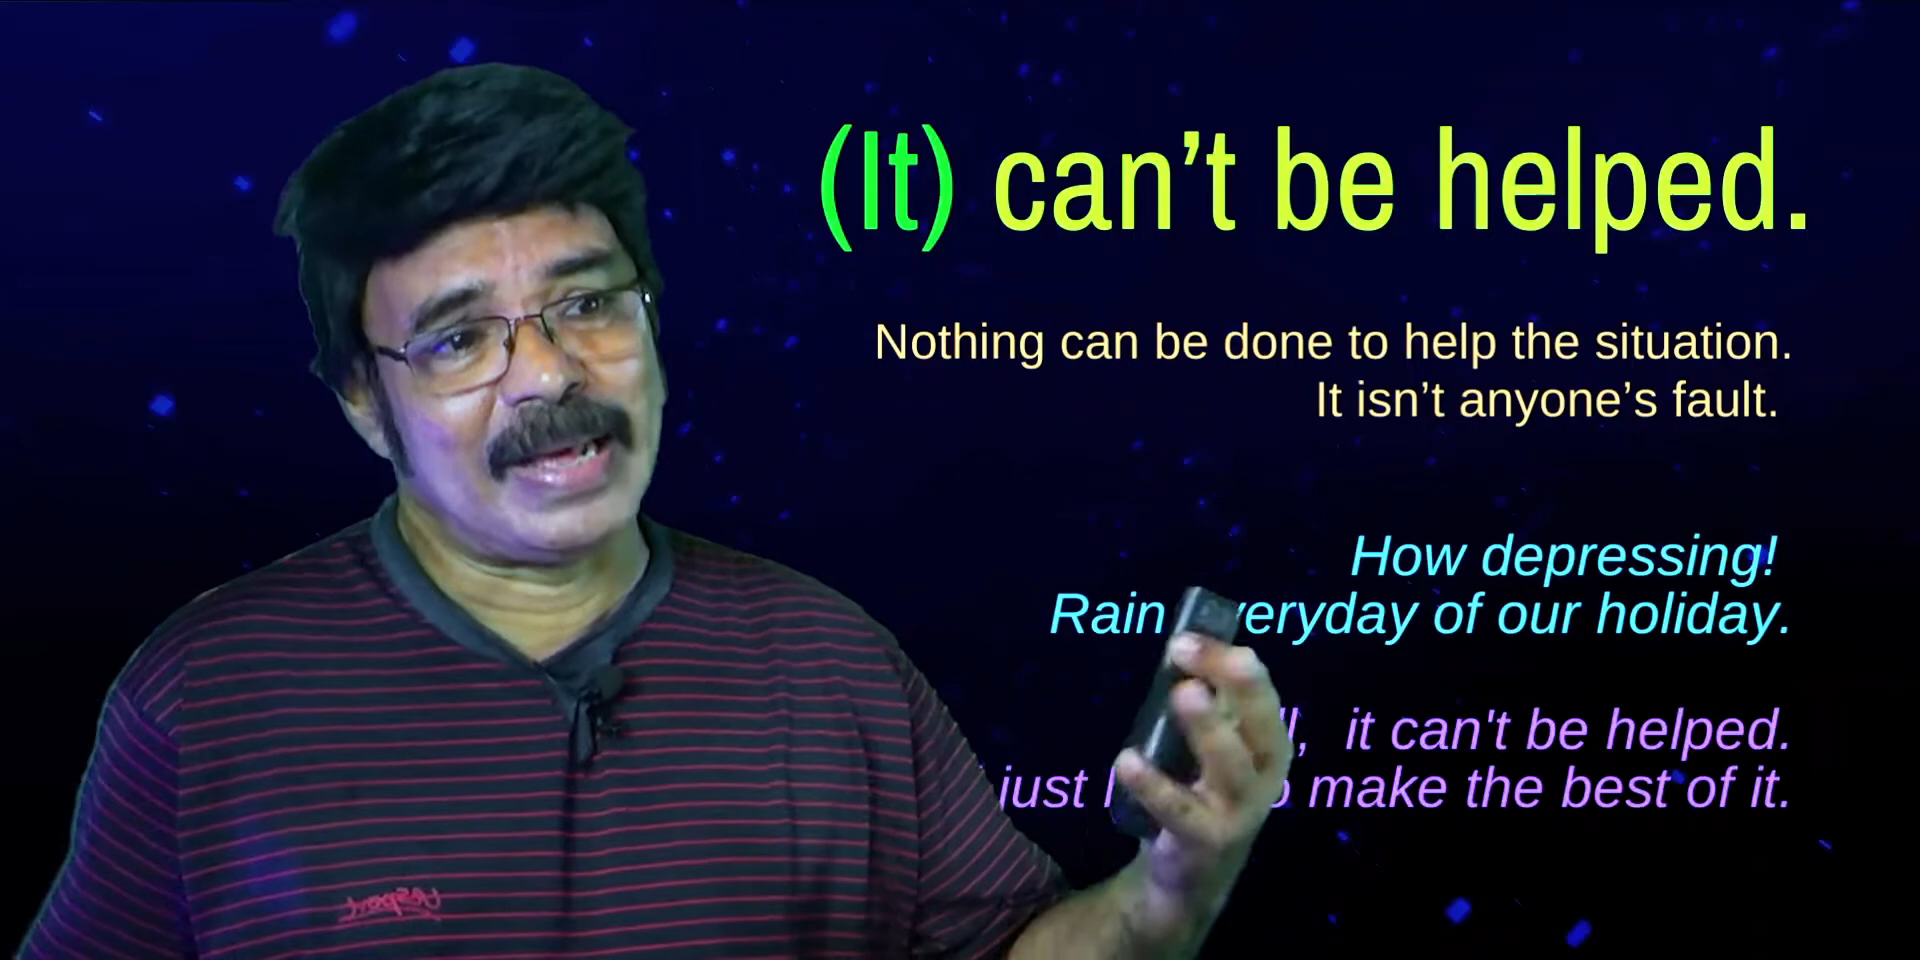 (It) can’t be helped.
Nothing can be done to help the situation.
It isn’t anyone’s fault.
How depressing!
Rain everyday of our holiday.
it can't be helped.
just make the best of it.